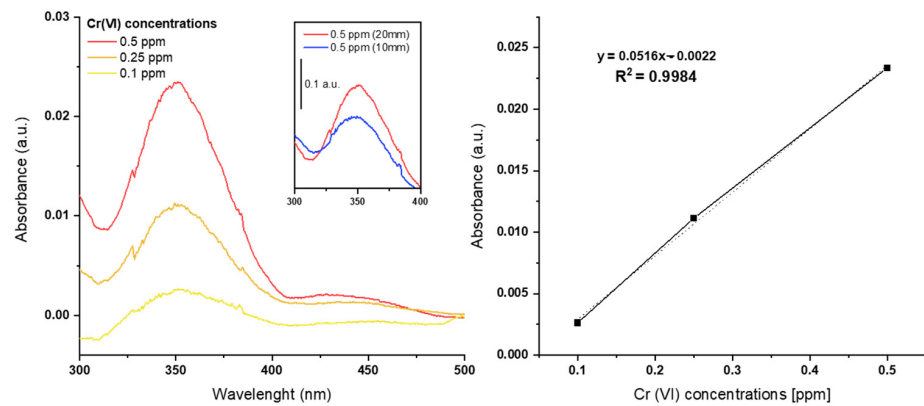 Cr(VI) concentrations
0.5 ppm
0.25 ppm
0.1 ppm
0.5 ppm (20mm)
0.5 ppm (10mm)
0.1 a.u.
300 350 400
0.03
0.02
0.01
0.00
Absorbance (a.u.)
300 350 400 450 500
Wavelenght (nm)
y = 0.0516x - 0.0022
R² = 0.9984
0.025
0.020
0.015
0.010
0.005
0.000
Absorbance (a.u.)
0.1 0.2 0.3 0.4 0.5
Cr (VI) concentrations [ppm]